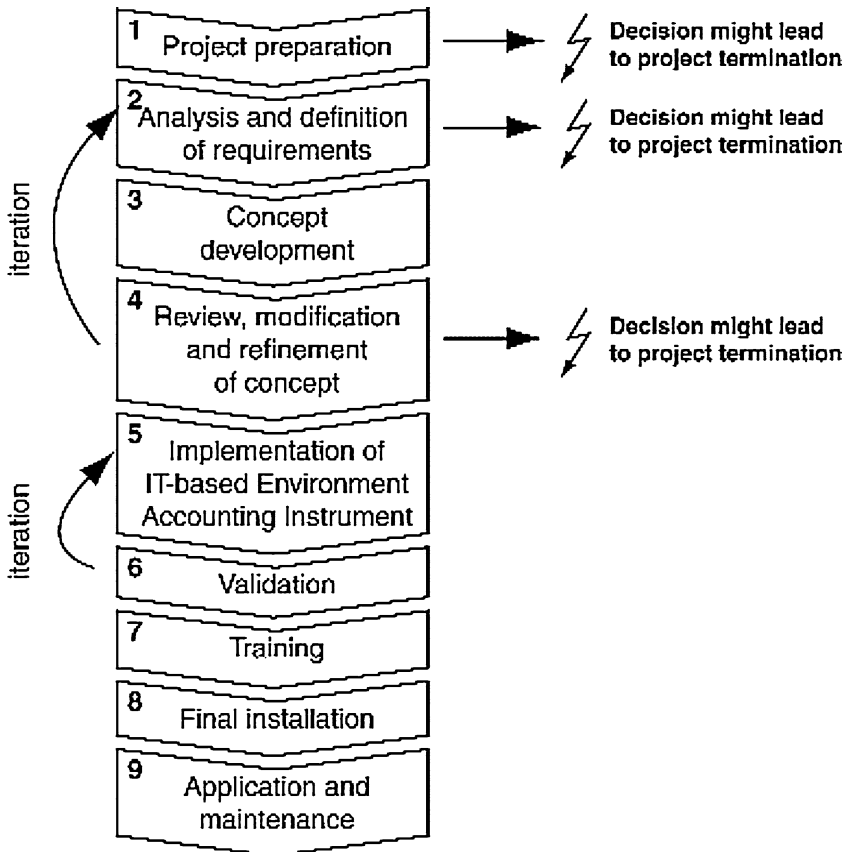 1
Project preparation
Decision might lead
to project termination
2
Analysis and definition
of requirements
Decision might lead
to project termination
iteration
3
Concept
development
4
Review, modification
and refinement
of concept
Decision might lead
to project termination
5
Implementation of
IT-based Environment
Accounting Instrument
iteration
6
Validation
7
Training
8
Final installation
9
Application and
maintenance